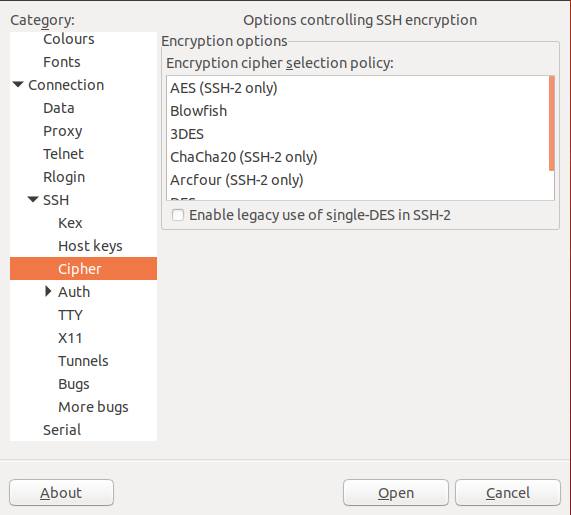 Category:
Options controlling SSH encryption
Colours
Fonts
Connection
Data
Proxy
Telnet
Rlogin
SSH
Kex
Host keys
Cipher
Auth
TTY
X11
Tunnels
Bugs
More bugs
Serial
Encryption options
Encryption cipher selection policy:
AES (SSH-2 only)
Blowfish
3DES
ChaCha20 (SSH-2 only)
Arcfour (SSH-2 only)
DES
Enable legacy use of single-DES in SSH-2
About
Open
Cancel